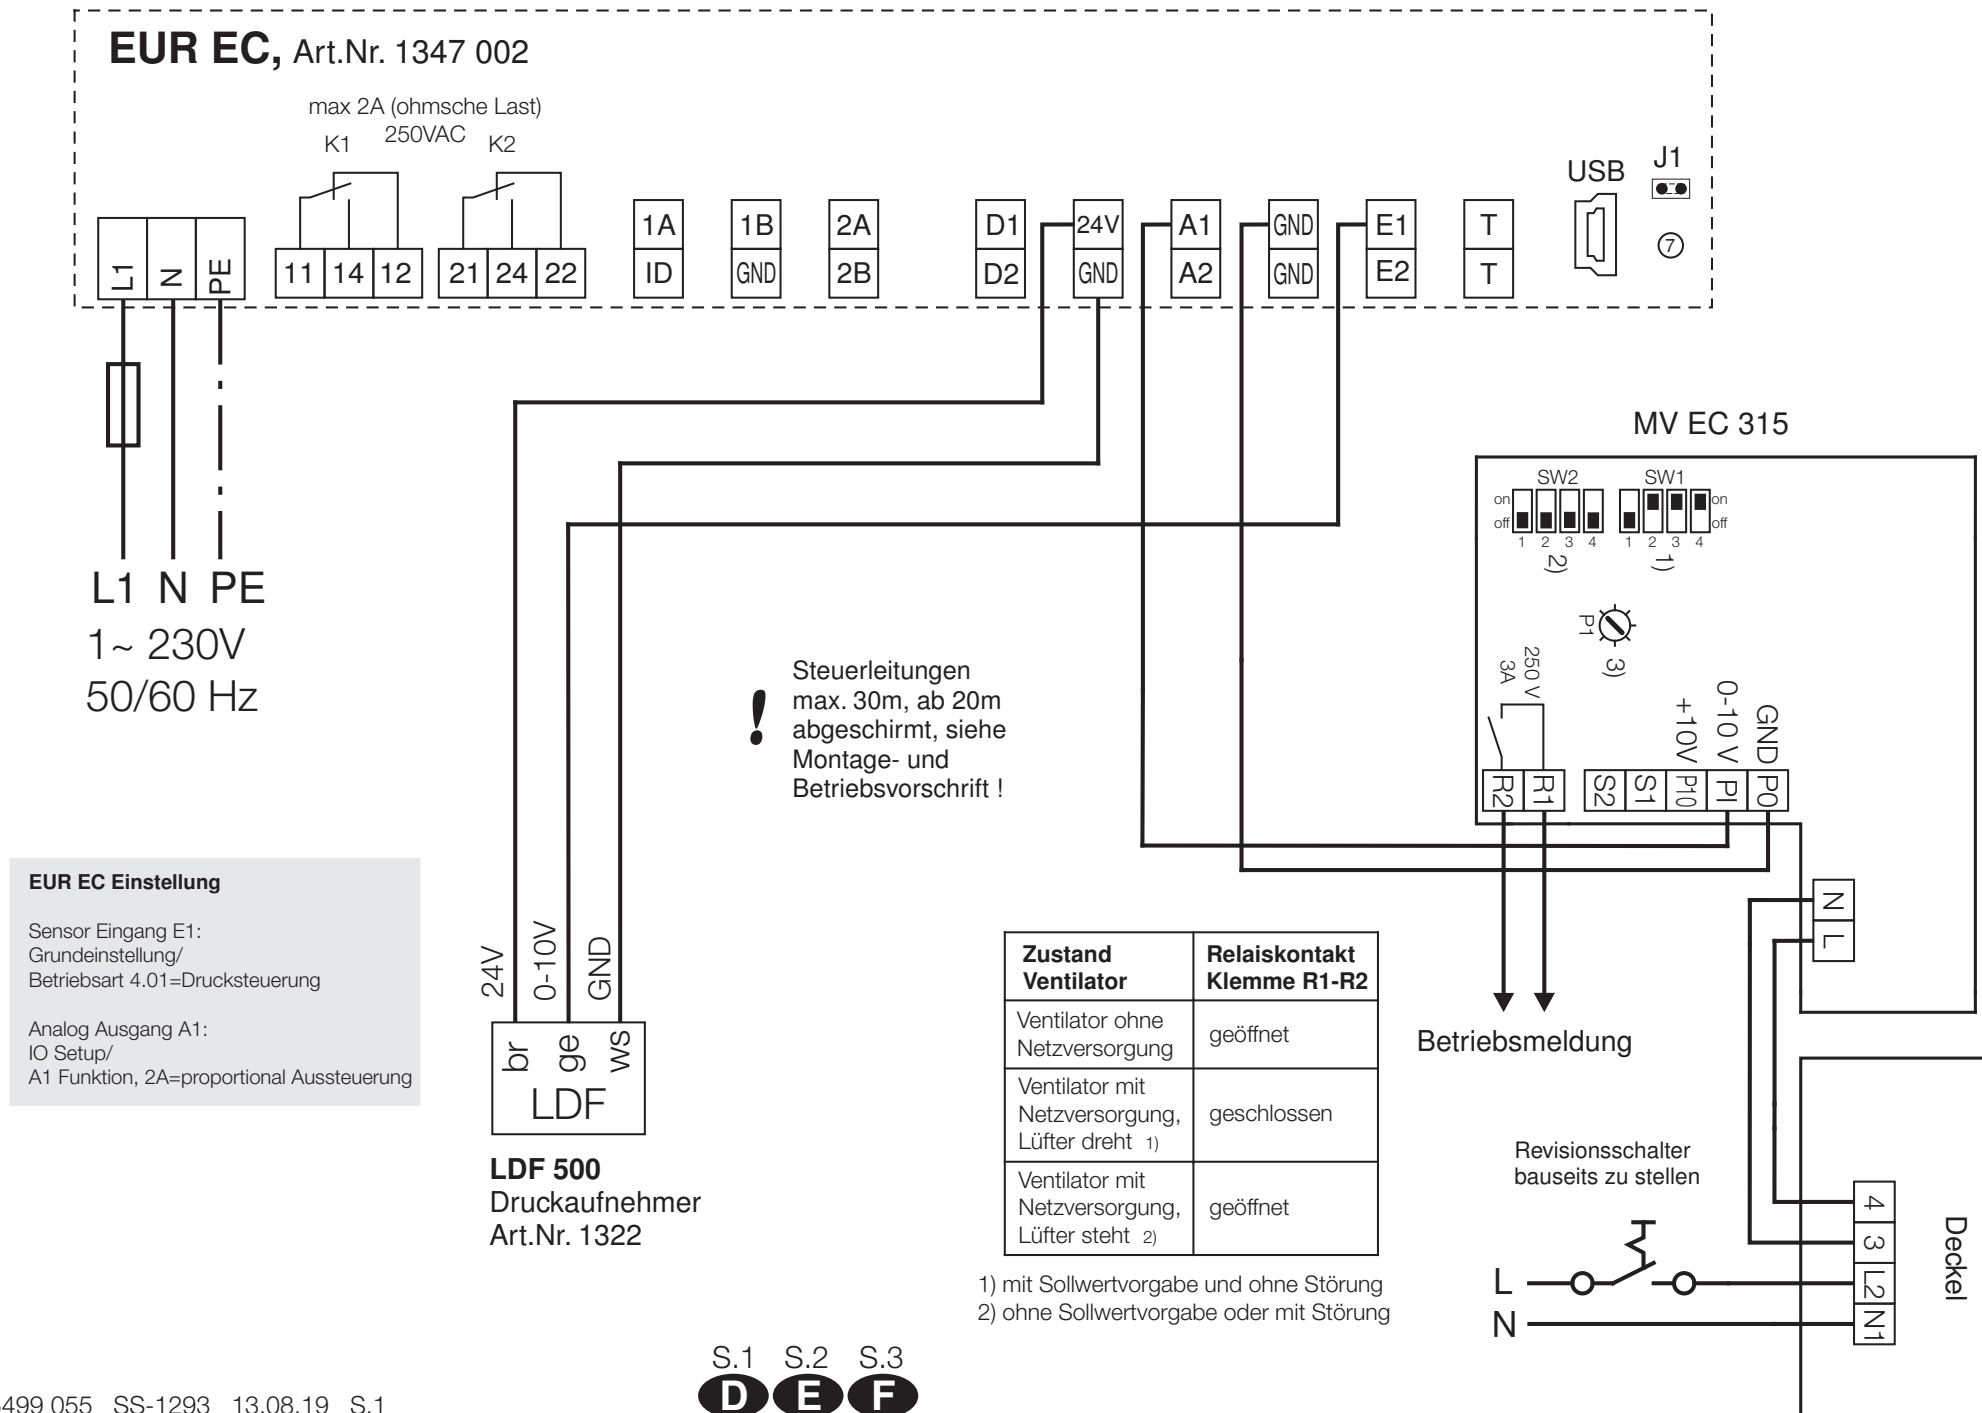 EUR EC, Art.Nr. 1347 002
max 2A (ohmsche Last)
250VAC
K1
K2
USB
J1
7
L1 N PE
11 14 12
21 24 22
1A
ID
1B
GND
2A
2B
D1
D2
24V
GND
A1
A2
GND
GND
E1
E2
T
T
L1 N PE
1~ 230V
50/60 Hz
MV EC 315
SW2
SW1
on
off
on
off
1 2 3 4
1 2 3 4
2)
1)
P1
3)
250 V
3A
+10V
0-10 V
GND
R2 R1
S2 S1 P10 PI P0
N
L
Steuerleitungen
max. 30m, ab 20m
abgeschirmt, siehe
Montage- und
Betriebsvorschrift !
!
EUR EC Einstellung
Sensor Eingang E1:
Grundeinstellung/
Betriebsart 4.01=Drucksteuerung
Analog Ausgang A1:
IO Setup/
A1 Funktion, 2A=proportional Aussteuerung
24V
0-10V
GND
br
ge
ws
LDF
LDF 500
Druckaufnehmer
Art.Nr. 1322
Zustand
Ventilator
Relaiskontakt
Klemme R1-R2
Ventilator ohne
Netzversorgung
geöffnet
Ventilator mit
Netzversorgung,
Lüfter dreht 1)
geschlossen
Ventilator mit
Netzversorgung,
Lüfter steht 2)
geöffnet
1) mit Sollwertvorgabe und ohne Störung
2) ohne Sollwertvorgabe oder mit Störung
Betriebsmeldung
Revisionsschalter
bauseits zu stellen
L
N
4
3
L2
N1
Deckel
S.1 S.2 S.3
D E F
499 055 SS-1293 13.08.19 S.1